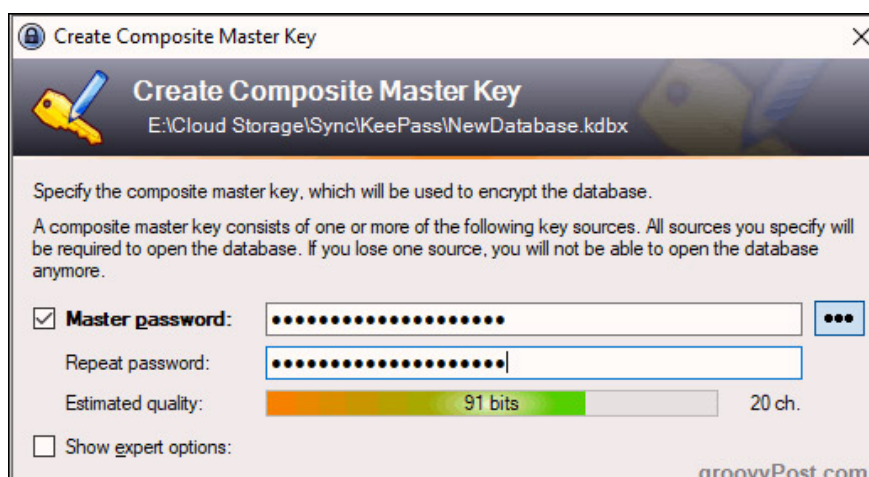 Create Composite Master Key
Create Composite Master Key
E:\Cloud Storage\Sync\KeePass\NewDatabase.kdbx
Specify the composite master key, which will be used to encrypt the database.
A composite master key consists of one or more of the following key sources. All sources you specify will
be required to open the database. If you lose one source, you will not be able to open the database
anymore.
Master password: ●●●●●●●●●●●●●●●●●●●● ●●●
Repeat password: ●●●●●●●●●●●●●●●●●●●●
Estimated quality: 91 bits 20 ch.
Show expert options:
groovyPost.com